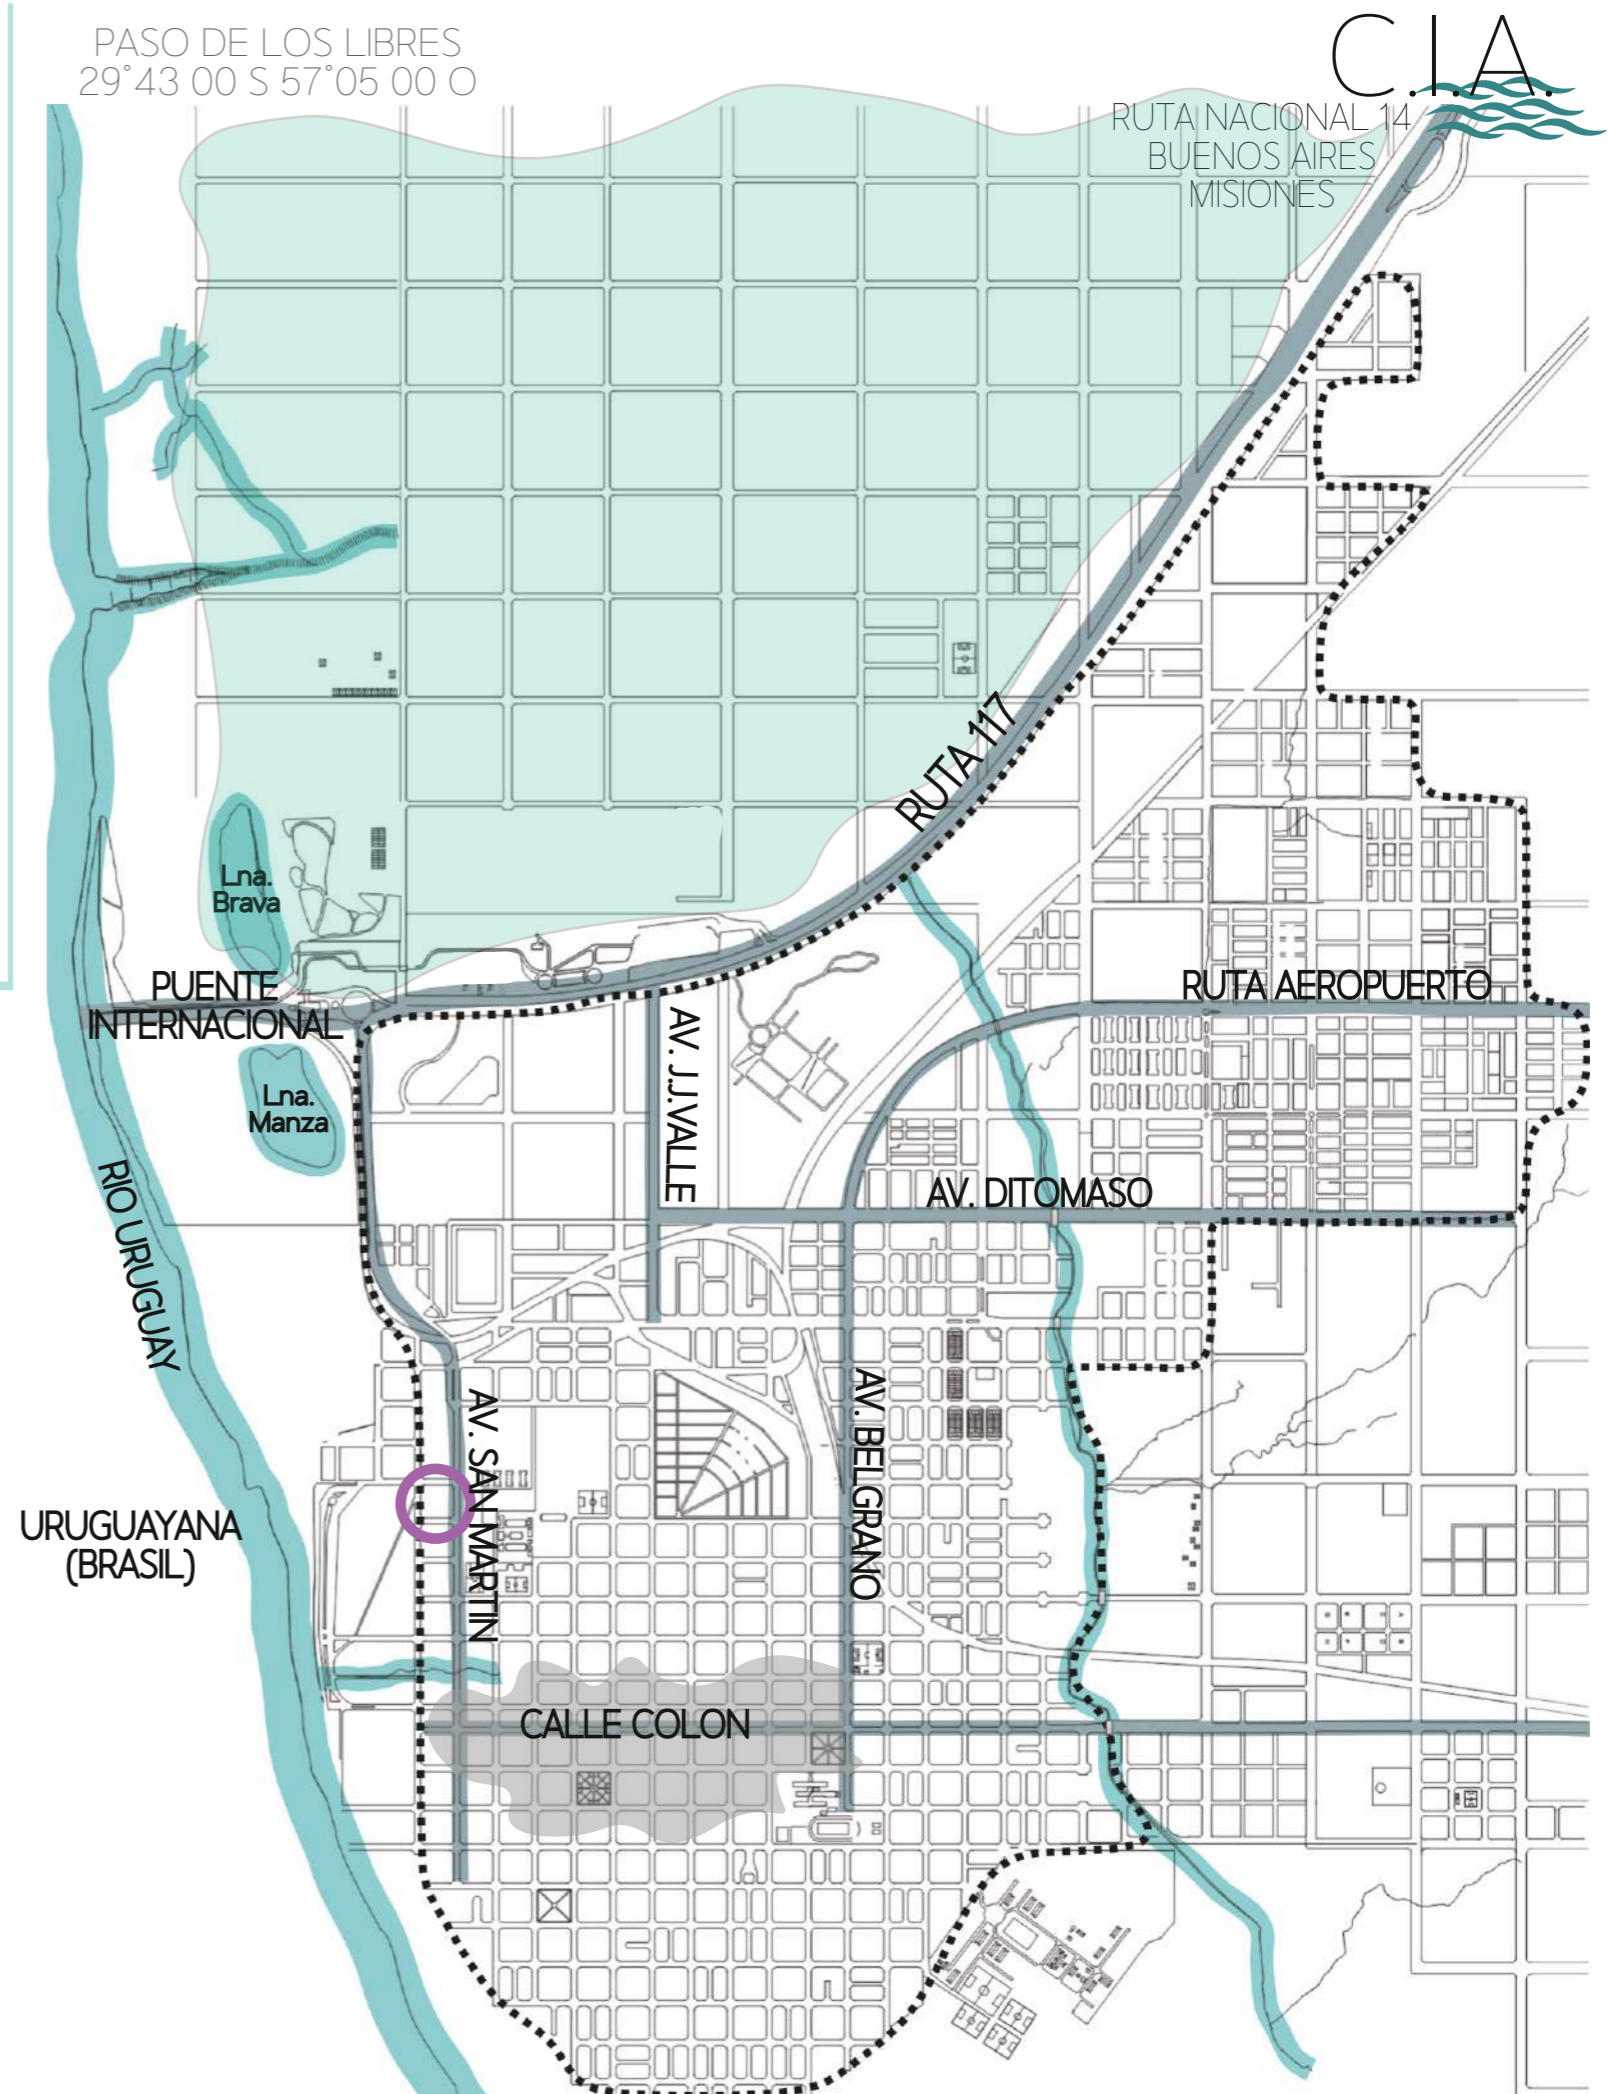 PASO DE LOS LIBRES
29°43 00 S 57°05 00 O
C.I.A.
RUTA NACIONAL 14
BUENOS AIRES
MISIONES
RUTA 117
Lna.
Brava
PUENTE
INTERNACIONAL
RUTA AEROPUERTO
AV. J.J.VALLE
Lna.
Manza
RIO URUGUAY
AV. DITOMASO
AV. SAN MARTIN
AV. BELGRANO
URUGUAYANA
(BRASIL)
CALLE COLON